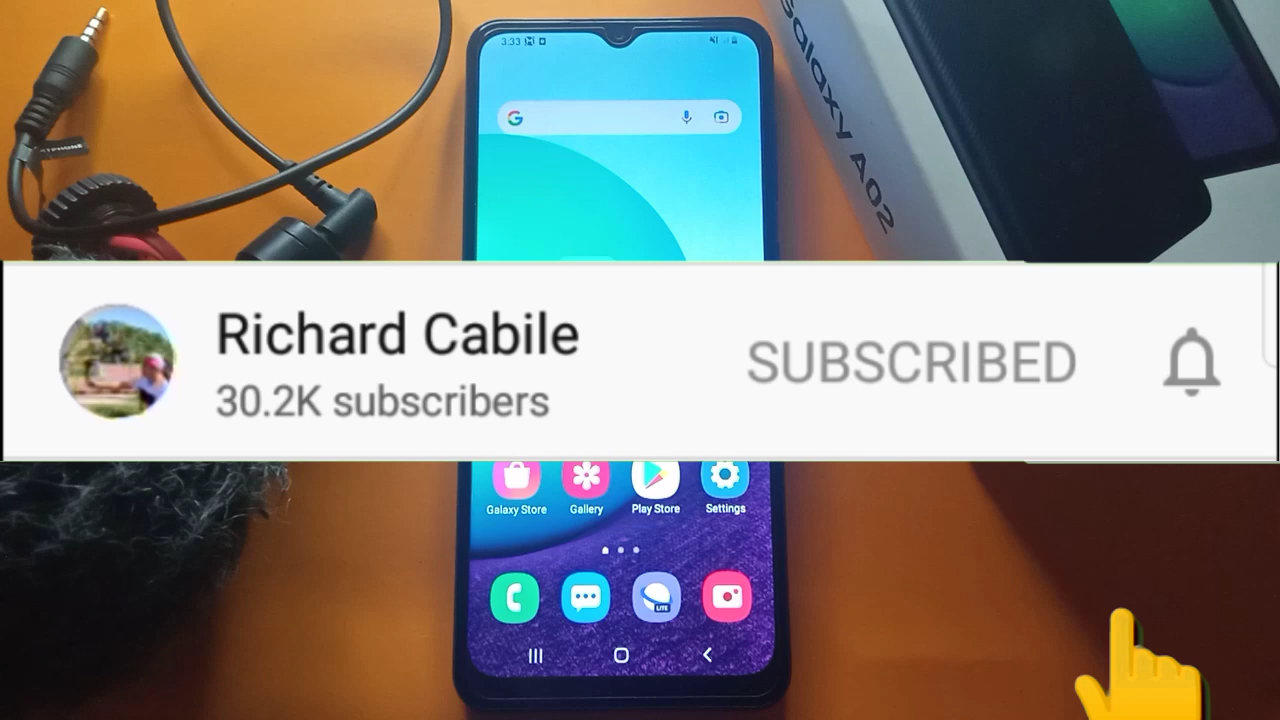 3:33
Galaxy A02
Richard Cabile
30.2K subscribers
SUBSCRIBED
Galaxy Store
Gallery
Play Store
Settings
LITE